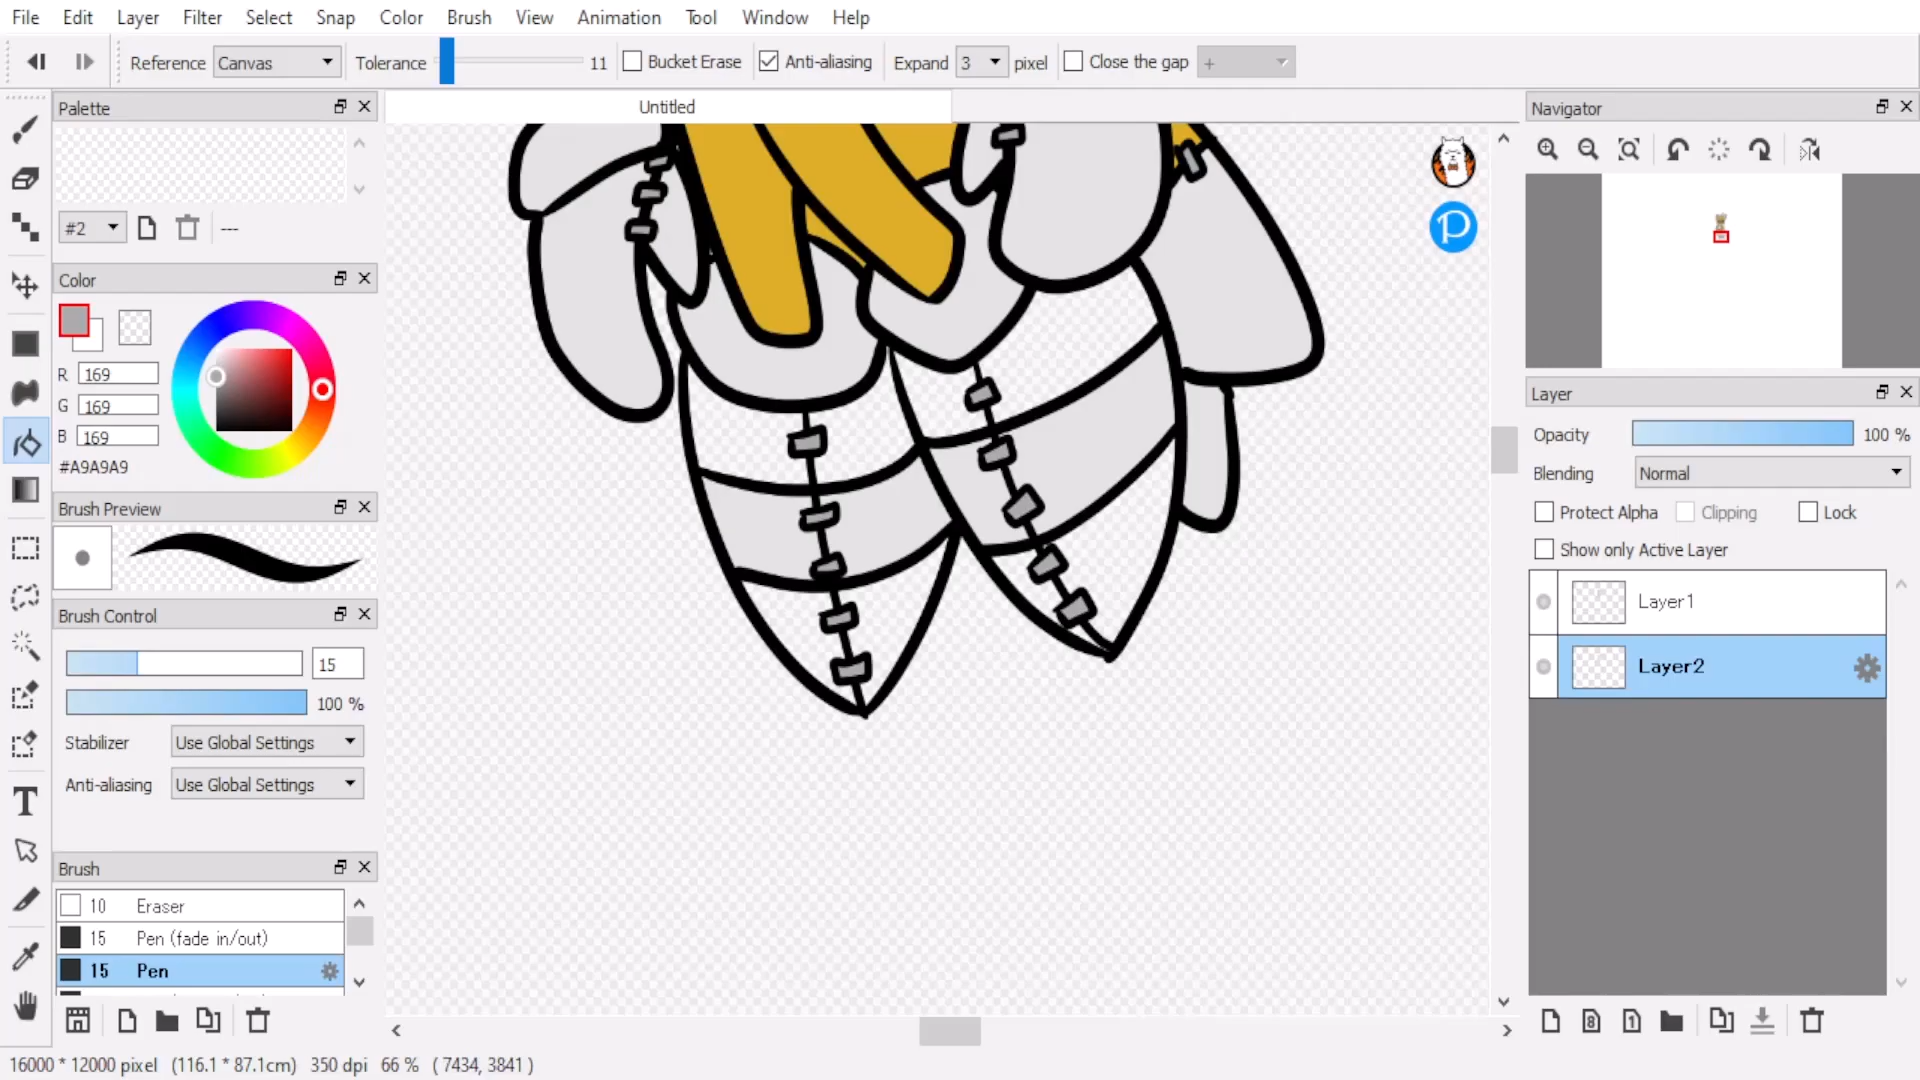 File Edit Layer Filter Select Snap Color Brush View Animation Tool Window Help
Reference Canvas Tolerance 11 Bucket Erase Anti-aliasing Expand 3 pixel Close the gap +
Palette
Untitled
Navigator
#2 ---
P
Color
R 169
G 169
B 169
#A9A9A9
Layer
Opacity 100 %
Blending Normal
Protect Alpha Clipping Lock
Show only Active Layer
Layer1
Layer2
Brush Preview
Brush Control
15
100 %
Stabilizer Use Global Settings
Anti-aliasing Use Global Settings
T
Brush
10 Eraser
15 Pen (fade in/out)
15 Pen
8 1
16000 * 12000 pixel (116.1 * 87.1cm) 350 dpi 66 % ( 7434, 3841 )